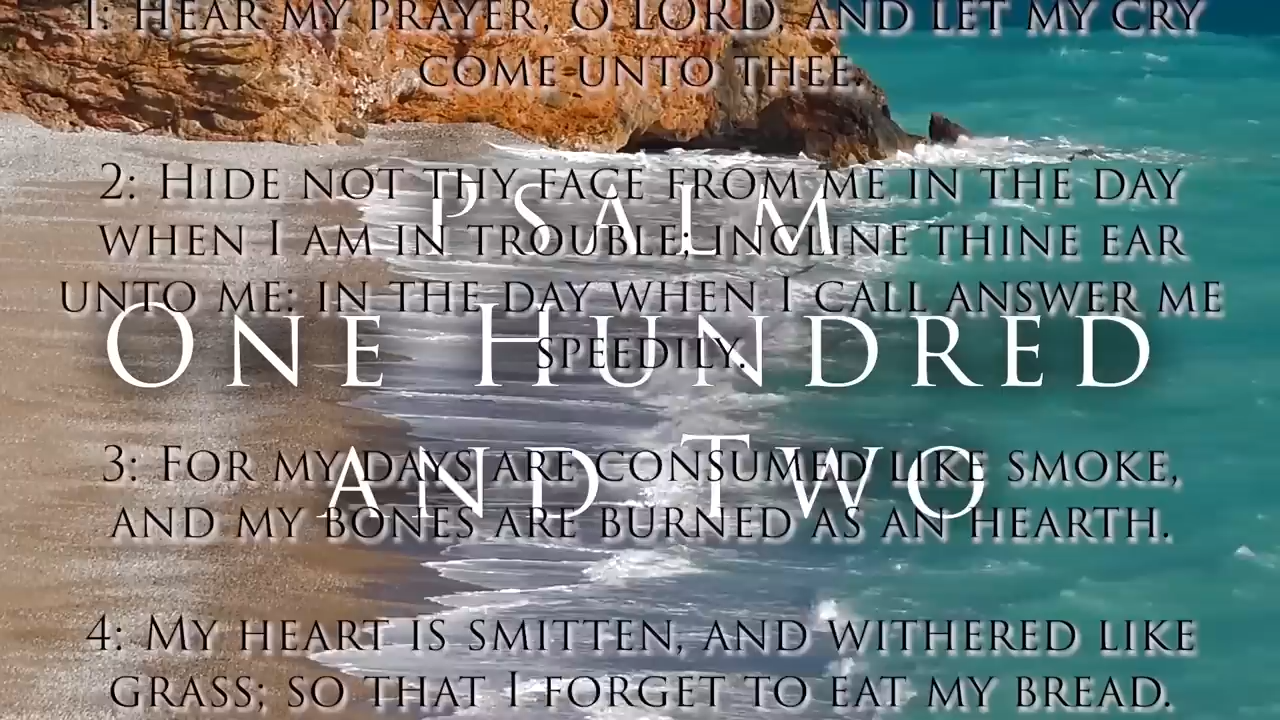 1: Hear my prayer, O Lord, and let my cry
come unto thee.
2: Hide not thy face from me in the day
when I am in trouble; incline thine ear
unto me: in the day when I call answer me
speedily.
3: For my days are consumed like smoke,
and my bones are burned as an hearth.
4: My heart is smitten, and withered like
grass; so that I forget to eat my bread.
Psalm
One Hundred
and Two